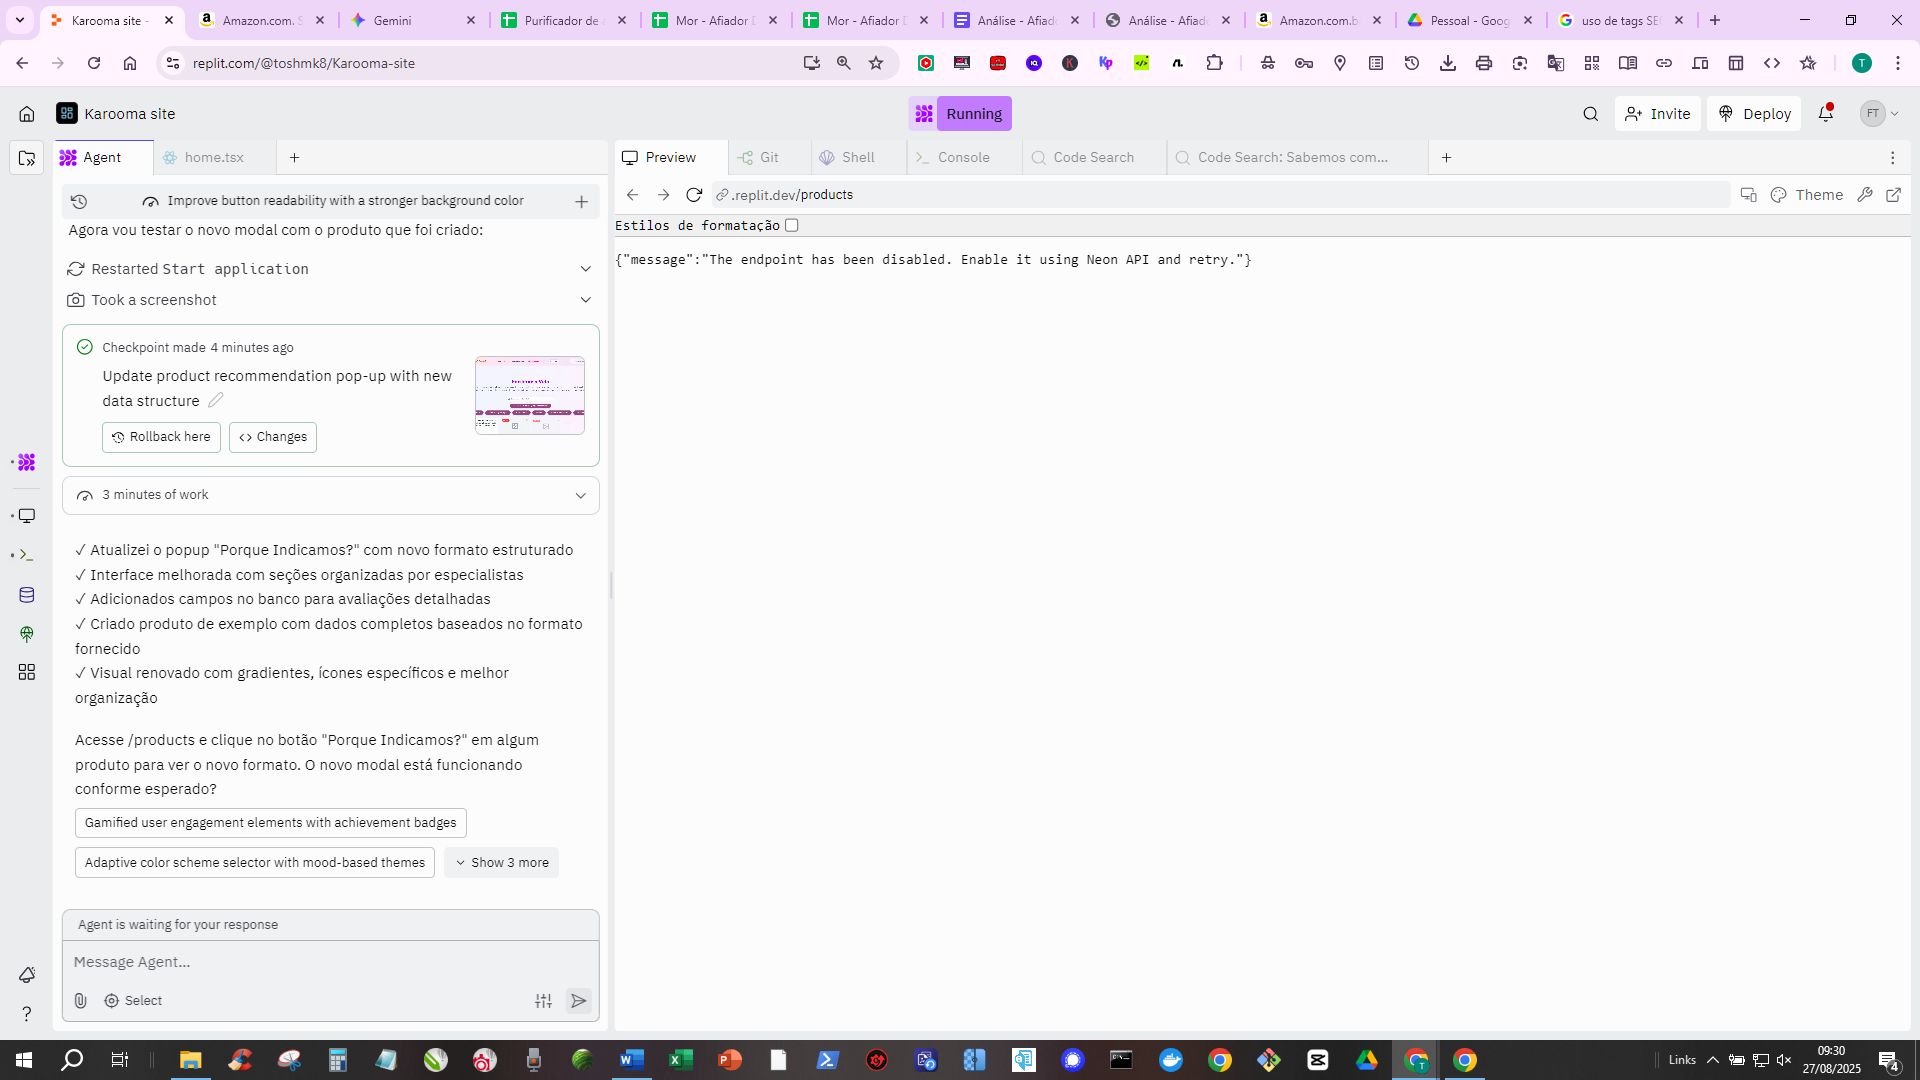 Karooma site -
Amazon.com. S
Gemini
Purificador de a
Mor - Afiador D
Mor - Afiador D
Análise - Afiad
Análise - Afiad
Amazon.com.b
Pessoal - Goog
uso de tags SE
replit.com/@toshmk8/Karooma-site
T
Karooma site
Running
Invite
Deploy
FT
Agent
home.tsx
Preview
Git
Shell
Console
Code Search
Code Search: Sabemos com...
Improve button readability with a stronger background color
.replit.dev/products
Theme
Estilos de formatação
{"message":"The endpoint has been disabled. Enable it using Neon API and retry."}
Agora vou testar o novo modal com o produto que foi criado:
Restarted Start application
Took a screenshot
Checkpoint made 4 minutes ago
Update product recommendation pop-up with new
data structure
Rollback here
Changes
3 minutes of work
✓ Atualizei o popup "Porque Indicamos?" com novo formato estruturado
✓ Interface melhorada com seções organizadas por especialistas
✓ Adicionados campos no banco para avaliações detalhadas
✓ Criado produto de exemplo com dados completos baseados no formato
fornecido
✓ Visual renovado com gradientes, ícones específicos e melhor
organização
Acesse /products e clique no botão "Porque Indicamos?" em algum
produto para ver o novo formato. O novo modal está funcionando
conforme esperado?
Gamified user engagement elements with achievement badges
Adaptive color scheme selector with mood-based themes
Show 3 more
Agent is waiting for your response
Message Agent...
Select
Links
09:30
27/08/2025
4